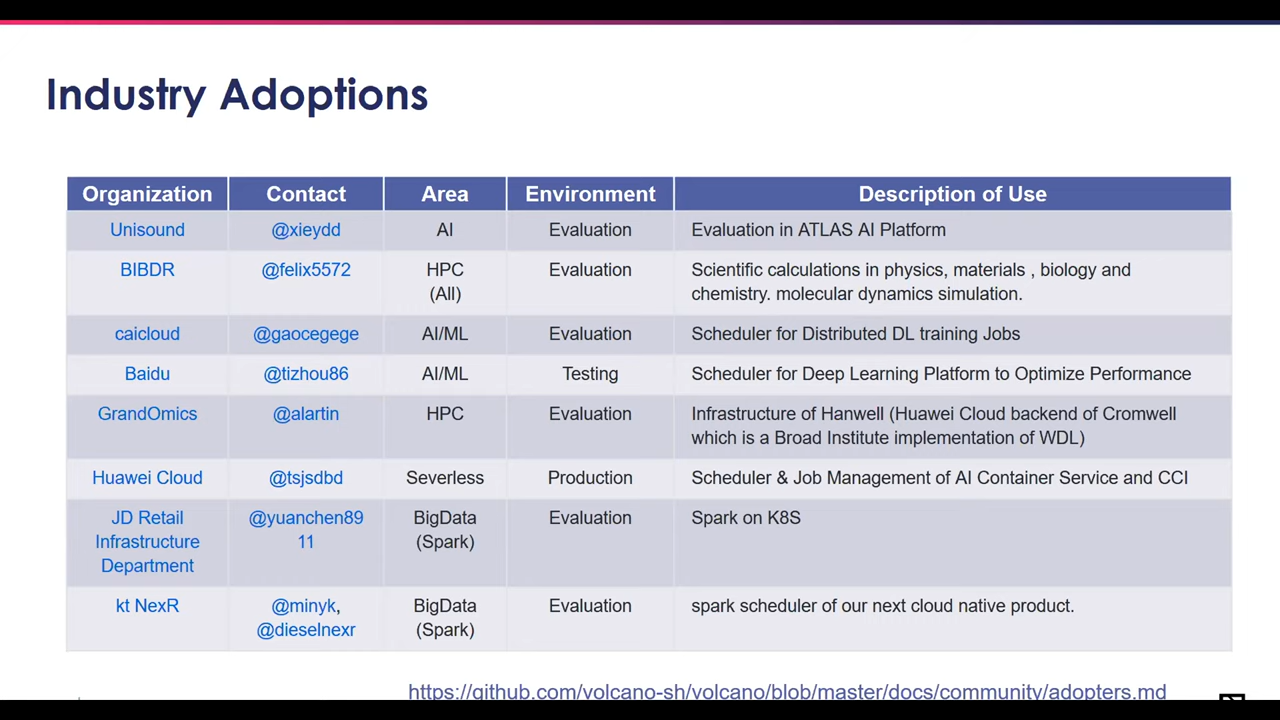 Industry Adoptions
Organization Contact Area Environment Description of Use
Unisound @xieydd AI Evaluation Evaluation in ATLAS AI Platform
BIBDR @felix5572 HPC Evaluation Scientific calculations in physics, materials , biology and
(All) chemistry. molecular dynamics simulation.
caicloud @gaocegege AI/ML Evaluation Scheduler for Distributed DL training Jobs
Baidu @tizhou86 AI/ML Testing Scheduler for Deep Learning Platform to Optimize Performance
GrandOmics @alartin HPC Evaluation Infrastructure of Hanwell (Huawei Cloud backend of Cromwell
which is a Broad Institute implementation of WDL)
Huawei Cloud @tsjsdbd Severless Production Scheduler & Job Management of AI Container Service and CCI
JD Retail @yuanchen89 BigData Evaluation Spark on K8S
Infrastructure 11 (Spark)
Department
kt NexR @minyk, BigData Evaluation spark scheduler of our next cloud native product.
@dieselnexr (Spark)
https://github.com/volcano-sh/volcano/blob/master/docs/community/adopters.md